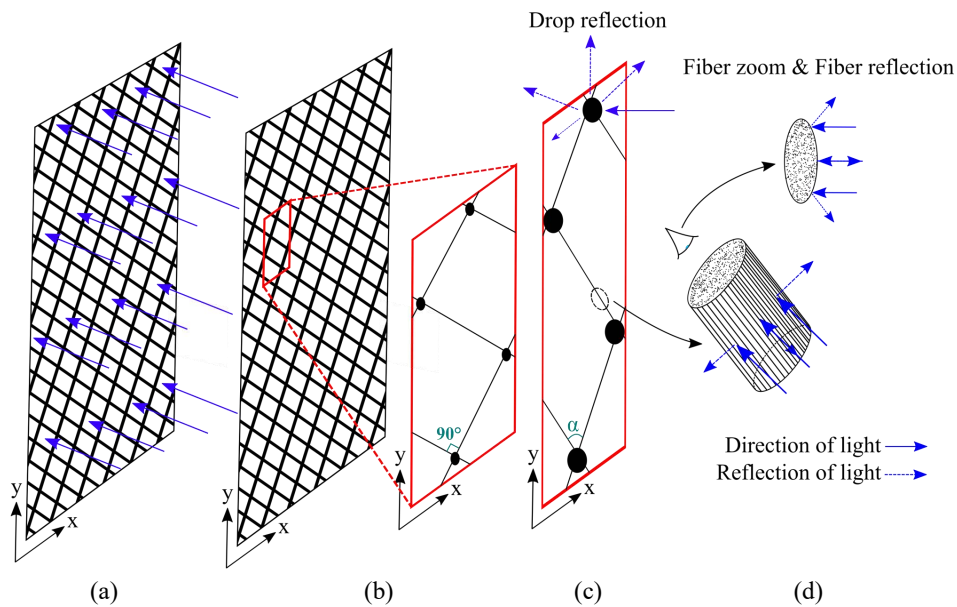 Drop reflection
Fiber zoom & Fiber reflection
90°
α
Direction of light
Reflection of light
y
x
y
x
y
x
y
x
(a)
(b)
(c)
(d)